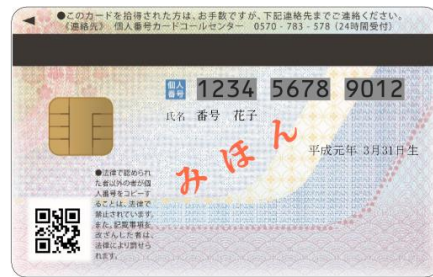 ●このカードを拾得された方は、お手数ですが、下記連絡先までご連絡ください。
《連絡先》 個人番号カードコールセンター 0570-783-578 (24時間受付)
個人番号 1234 5678 9012
氏名 番号 花子
平成元年 3月31日生
みほん
●法律で認められ
た者以外の者が個
人番号をコピーす
ることは、法律で
禁止されています。
また、記載事項を
改ざんした者は、
法律により罰せら
れます。